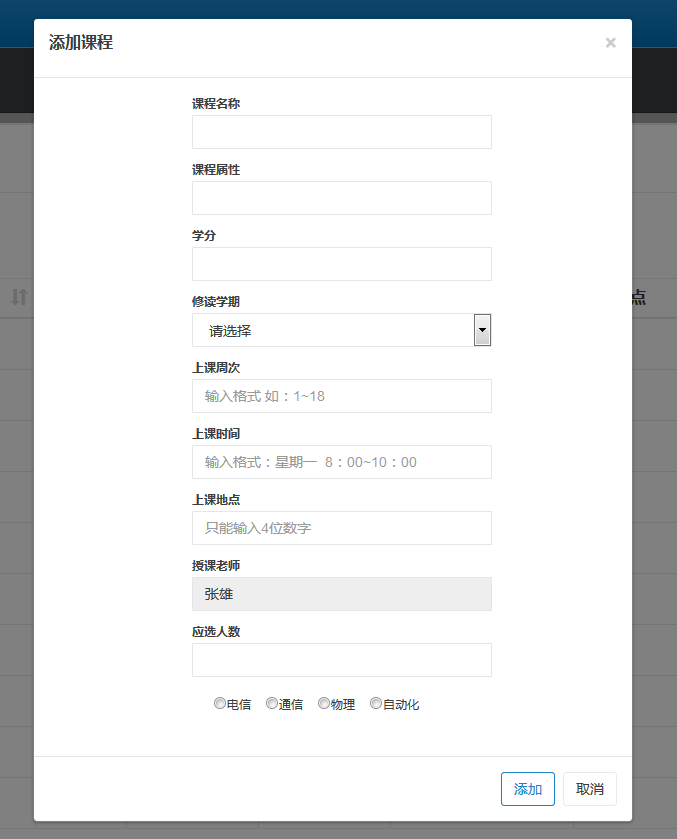 添加课程 ×
课程名称
课程属性
学分
修读学期
请选择
上课周次
输入格式 如：1~18
上课时间
输入格式：星期一 8：00~10：00
上课地点
只能输入4位数字
授课老师
张雄
应选人数
电信 通信 物理 自动化
添加 取消
点